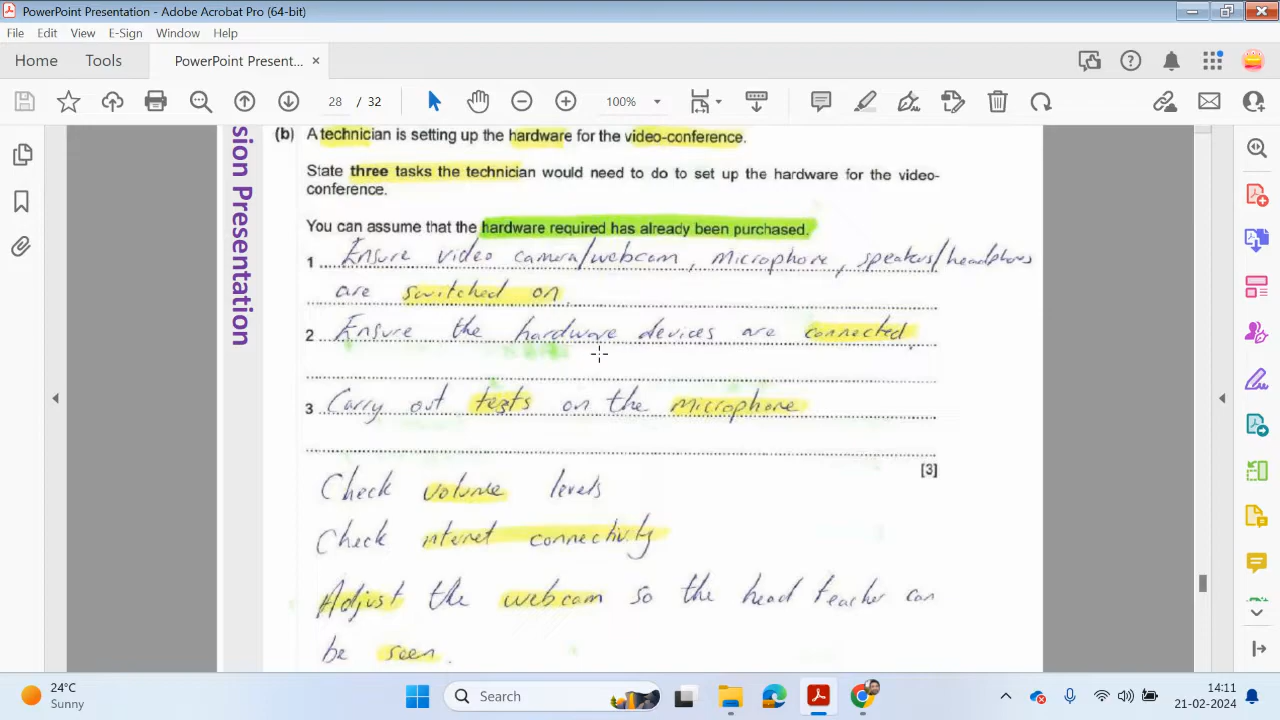 PowerPoint Presentation - Adobe Acrobat Pro (64-bit)
File Edit View E-Sign Window Help
Home Tools PowerPoint Present... ×
28 / 32 100%
sion Presentation
(b) A technician is setting up the hardware for the video-conference.
State three tasks the technician would need to do to set up the hardware for the video-
conference.
You can assume that the hardware required has already been purchased.
1 Ensure video camera/webcam, microphone, speakers/headphones
are switched on.
2 Ensure the hardware devices are connected.
3 Carry out tests on the microphone
[3]
Check volume levels
Check internet connectivity
Adjust the webcam so the head teacher can
be seen.
24°C
Sunny
Search
14:11
21-02-2024